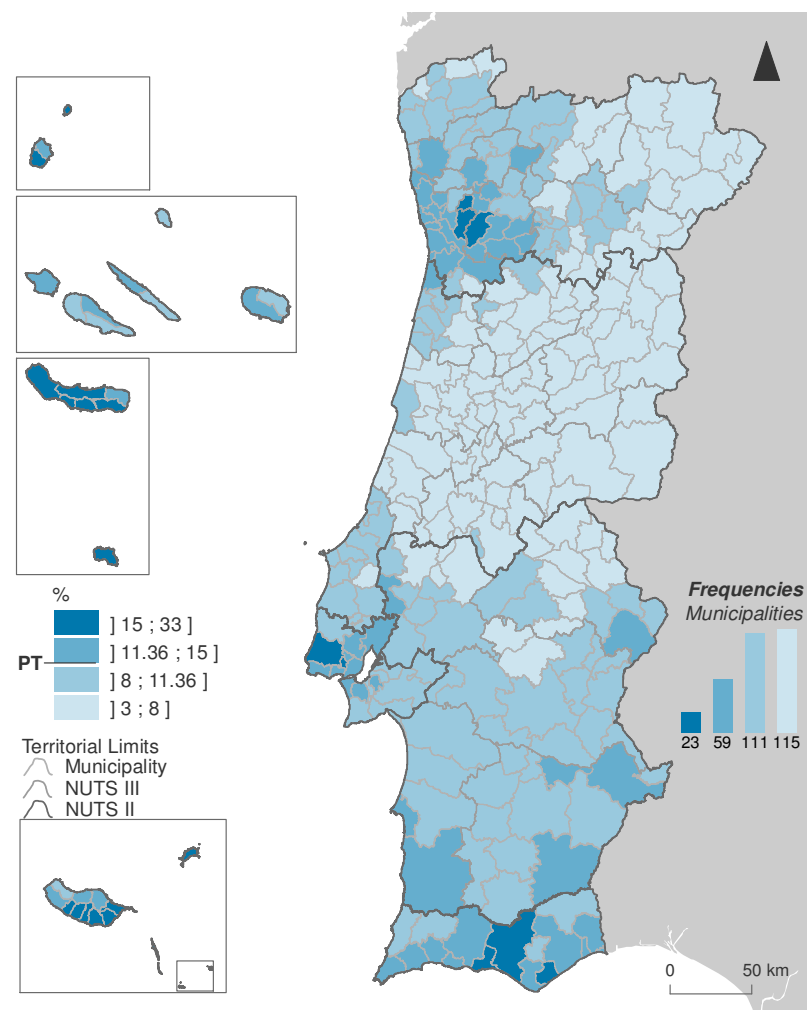 %
] 15 ; 33 ]
] 11.36 ; 15 ]
PT
] 8 ; 11.36 ]
] 3 ; 8 ]
Territorial Limits
Municipality
NUTS III
NUTS II
Frequencies
Municipalities
23 59 111 115
0 50 km